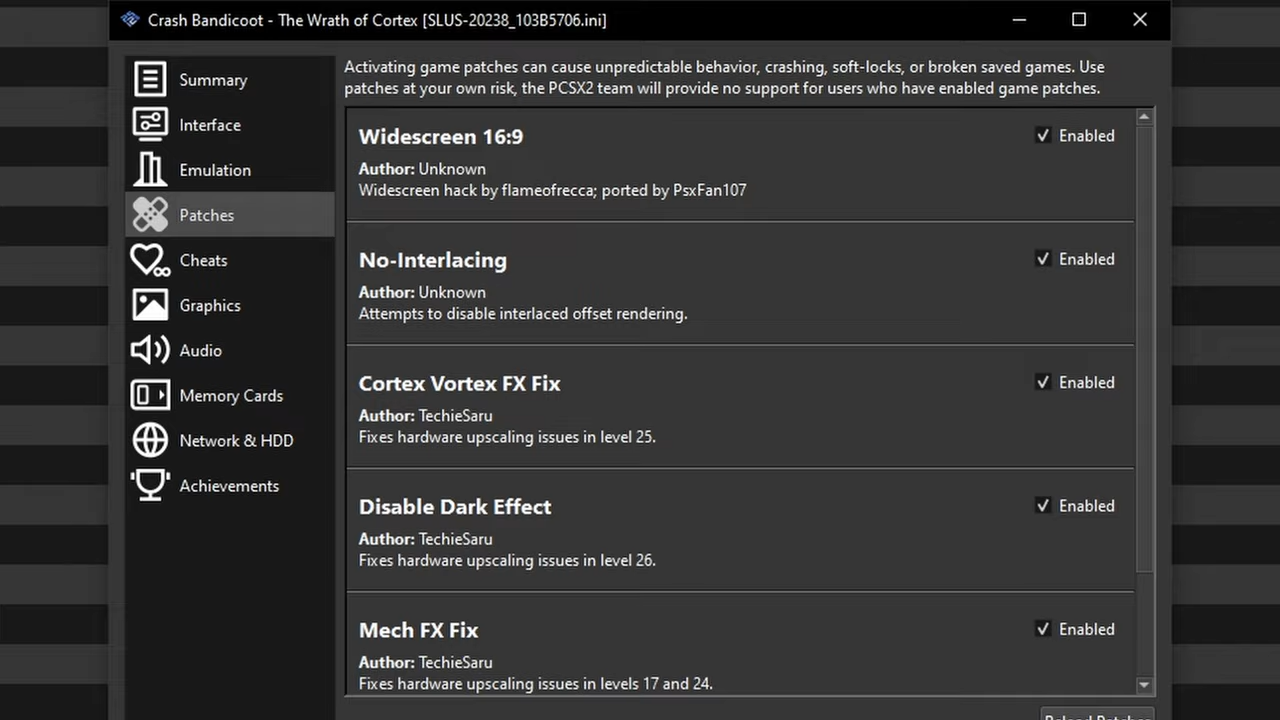 Crash Bandicoot - The Wrath of Cortex [SLUS-20238_103B5706.ini]
Summary
Interface
Emulation
Patches
Cheats
Graphics
Audio
Memory Cards
Network & HDD
Achievements
Activating game patches can cause unpredictable behavior, crashing, soft-locks, or broken saved games. Use
patches at your own risk, the PCSX2 team will provide no support for users who have enabled game patches.
Widescreen 16:9
Enabled
Author: Unknown
Widescreen hack by flameofrecca; ported by PsxFan107
No-Interlacing
Enabled
Author: Unknown
Attempts to disable interlaced offset rendering.
Cortex Vortex FX Fix
Enabled
Author: TechieSaru
Fixes hardware upscaling issues in level 25.
Disable Dark Effect
Enabled
Author: TechieSaru
Fixes hardware upscaling issues in level 26.
Mech FX Fix
Enabled
Author: TechieSaru
Fixes hardware upscaling issues in levels 17 and 24.
Reload Patches